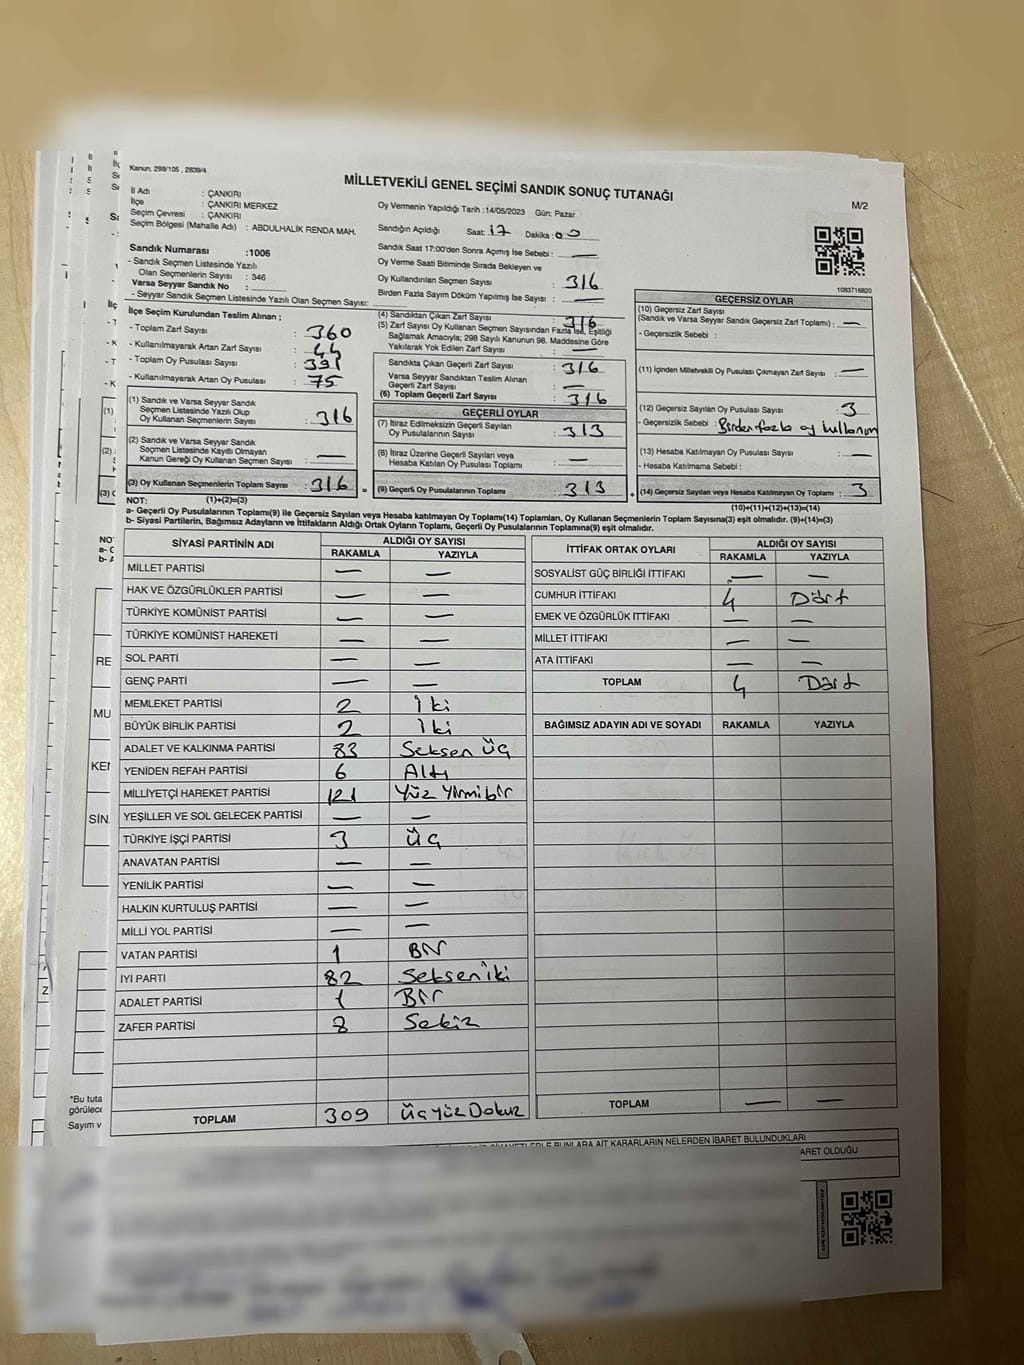 Kanun: 298/105 , 2839/4
MİLLETVEKİLİ GENEL SEÇİMİ SANDIK SONUÇ TUTANAĞI
M/2
İl Adı : ÇANKIRI
İlçe : ÇANKIRI MERKEZ
Seçim Çevresi : ÇANKIRI
Seçim Bölgesi (Mahalle Adı) : ABDULHALİK RENDA MAH.
Oy Vermenin Yapıldığı Tarih :14/05/2023 Gün: Pazar
Sandığın Açıldığı Saat: 17 Dakika : 00
Sandık Numarası :1006
- Sandık Seçmen Listesinde Yazılı
Olan Seçmenlerin Sayısı : 346
Varsa Seyyar Sandık No :
- Seyyar Sandık Seçmen Listesinde Yazılı Olan Seçmen Sayısı:
Sandık Saat 17:00'den Sonra Açımış İse Sebebi : —
Oy Verme Saati Bitiminde Sırada Bekleyen ve
Oy Kullandırılan Seçmen Sayısı : 316
Birden Fazla Sayım Döküm Yapılmış İse Sayısı : —
1083716820
İlçe Seçim Kurulundan Teslim Alınan ;
- Toplam Zarf Sayısı : 360
- Kullanılmayarak Artan Zarf Sayısı : 44
- Toplam Oy Pusulası Sayısı : 391
- Kullanılmayarak Artan Oy Pusulası : 75
(1) Sandık ve Varsa Seyyar Sandık
Seçmen Listesinde Yazılı Olup
Oy Kullanan Seçmenlerin Sayısı : 316
(2) Sandık ve Varsa Seyyar Sandık
Seçmen Listesinde Kayıtlı Olmayan
Kanun Gereği Oy Kullanan Seçmen Sayısı : —
(3) Oy Kullanan Seçmenlerin Toplam Sayısı : 316
(4) Sandıktan Çıkan Zarf Sayısı : 316
(5) Zarf Sayısı Oy Kullanan Seçmen Sayısından Fazla İse, Eşitliği
Sağlamak Amacıyla; 298 Sayılı Kanunun 98. Maddesine Göre
Yakılarak Yok Edilen Zarf Sayısı : —
Sandıkta Çıkan Geçerli Zarf Sayısı : 316
Varsa Seyyar Sandıktan Teslim Alınan
Geçerli Zarf Sayısı : —
(6) Toplam Geçerli Zarf Sayısı : 316
GEÇERLİ OYLAR
(7) İtiraz Edilmeksizin Geçerli Sayılan
Oy Pusulalarının Sayısı : 313
(8) İtiraz Üzerine Geçerli Sayılan veya
Hesaba Katılan Oy Pusulası Toplamı : —
= (9) Geçerli Oy Pusulalarının Toplamı : 313
GEÇERSİZ OYLAR
(10) Geçersiz Zarf Sayısı
(Sandık ve Varsa Seyyar Sandık Geçersiz Zarf Toplamı) : —
- Geçersizlik Sebebi :
(11) İçinden Milletvekili Oy Pusulası Çıkmayan Zarf Sayısı : —
(12) Geçersiz Sayılan Oy Pusulası Sayısı : 3
- Geçersizlik Sebebi : Birden fazla oy kullanım
(13) Hesaba Katılmayan Oy Pusulası Sayısı : —
- Hesaba Katılmama Sebebi :
+ (14) Geçersiz Sayılan veya Hesaba Katılmayan Oy Toplamı : 3
NOT: (1)+(2)=(3) (10)+(11)+(12)+(13)=(14)
a- Geçerli Oy Pusulalarının Toplamı(9) ile Geçersiz Sayılan veya Hesaba Katılmayan Oy Toplamı(14) Toplamları, Oy Kullanan Seçmenlerin Toplam Sayısına(3) eşit olmalıdır. (9)+(14)=(3)
b- Siyasi Partilerin, Bağımsız Adayların ve İttifakların Aldığı Ortak Oyların Toplamı, Geçerli Oy Pusulalarının Toplamına(9) eşit olmalıdır.
SİYASİ PARTİNİN ADI ALDIĞI OY SAYISI
RAKAMLA YAZIYLA
MİLLET PARTİSİ — —
HAK VE ÖZGÜRLÜKLER PARTİSİ — —
TÜRKİYE KOMÜNİST PARTİSİ — —
TÜRKİYE KOMÜNİST HAREKETİ — —
SOL PARTİ — —
GENÇ PARTİ — —
MEMLEKET PARTİSİ 2 İki
BÜYÜK BİRLİK PARTİSİ 2 İki
ADALET VE KALKINMA PARTİSİ 83 Seksen Üç
YENİDEN REFAH PARTİSİ 6 Altı
MİLLİYETÇİ HAREKET PARTİSİ 121 Yüz Yirmibir
YEŞİLLER VE SOL GELECEK PARTİSİ — —
TÜRKİYE İŞÇİ PARTİSİ 3 Üç
ANAVATAN PARTİSİ — —
YENİLİK PARTİSİ — —
HALKIN KURTULUŞ PARTİSİ — —
MİLLİ YOL PARTİSİ — —
VATAN PARTİSİ 1 Bir
İYİ PARTİ 82 Sekseniki
ADALET PARTİSİ 1 Bir
ZAFER PARTİSİ 8 Sekiz
TOPLAM 309 Üç Yüz Dokuz
İTTİFAK ORTAK OYLARI ALDIĞI OY SAYISI
RAKAMLA YAZIYLA
SOSYALİST GÜÇ BİRLİĞİ İTTİFAKI — —
CUMHUR İTTİFAKI 4 Dört
EMEK VE ÖZGÜRLÜK İTTİFAKI — —
MİLLET İTTİFAKI — —
ATA İTTİFAKI — —
TOPLAM 4 Dört
BAĞIMSIZ ADAYIN ADI VE SOYADI RAKAMLA YAZIYLA
TOPLAM — —
BUNLARA AİT KARARLARIN NELERDEN İBARET BULUNDUKLARI
OLDUĞU
*Bu tuta
görülece
Sayım v
RE
MU
KEN
SİN